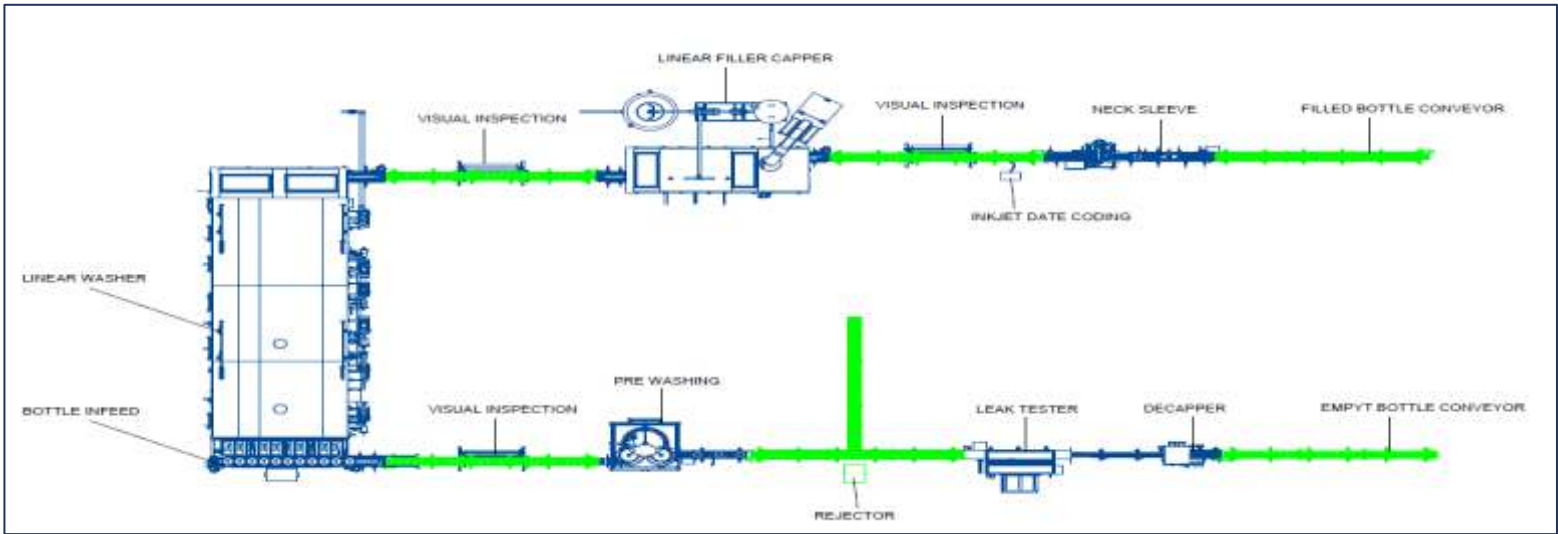 LINEAR FILLER CAPPER
VISUAL INSPECTION
VISUAL INSPECTION
NECK SLEEVE
FILLED BOTTLE CONVEYOR
INKJET DATE CODING
LINEAR WASHER
BOTTLE INFEED
VISUAL INSPECTION
PRE WASHING
LEAK TESTER
DECAPPER
EMPYT BOTTLE CONVEYOR
REJECTOR